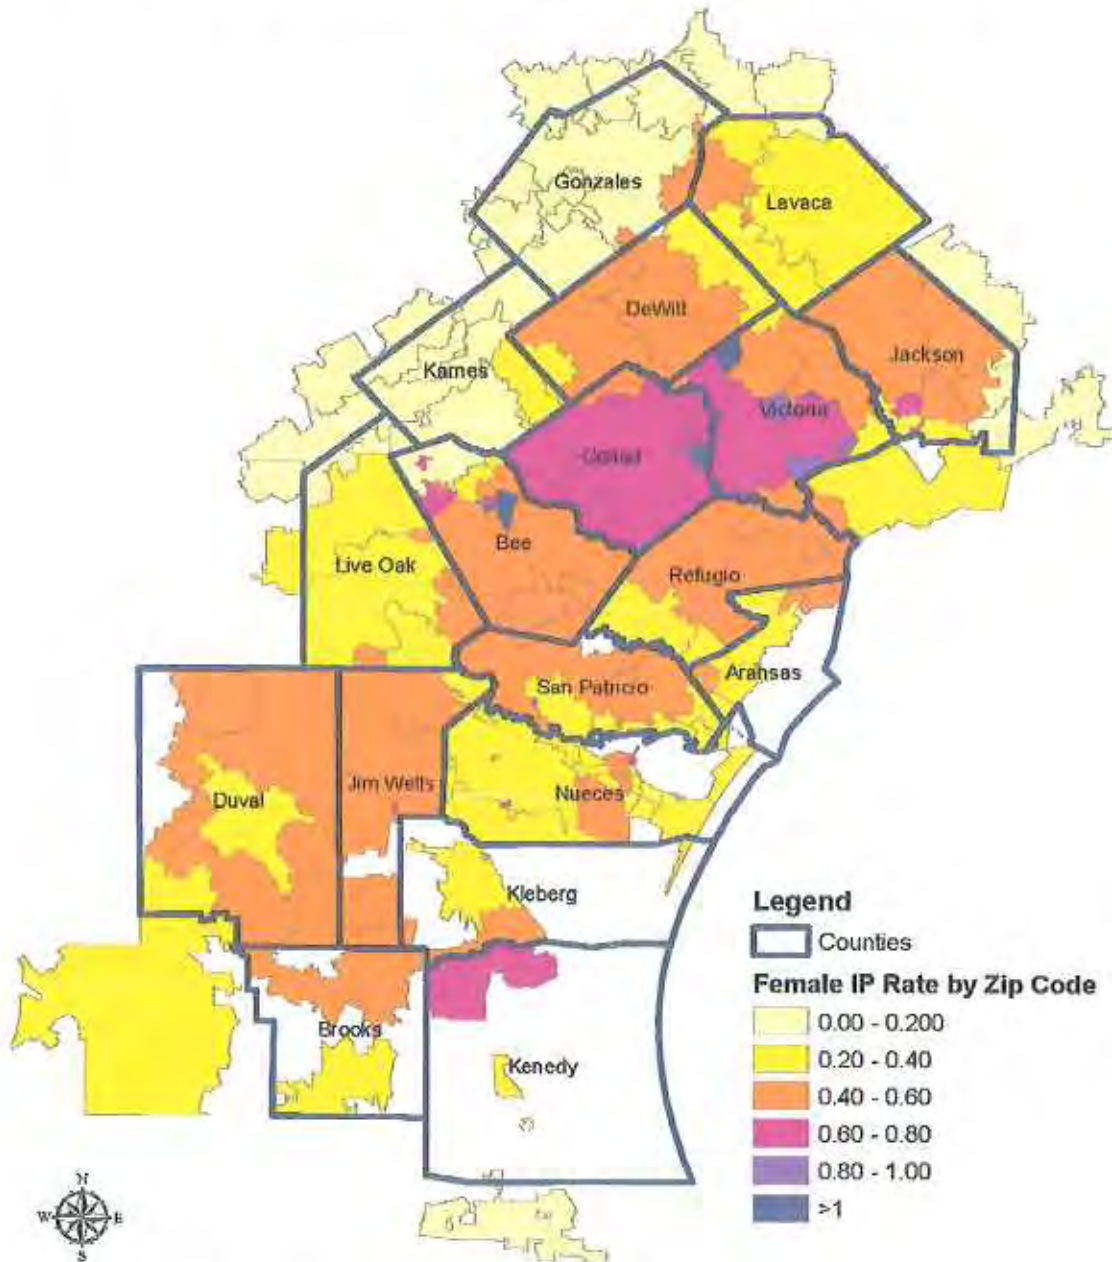 Gonzales
Lavaca
DeWitt
Jackson
Karnes
Victoria
Goliad
Bee
Live Oak
Refugio
Aransas
San Patricio
Jim Wells
Nueces
Duval
Kleberg
Brooks
Kenedy
Legend
Counties
Female IP Rate by Zip Code
0.00 - 0.200
0.20 - 0.40
0.40 - 0.60
0.60 - 0.80
0.80 - 1.00
>1
N
W E
S